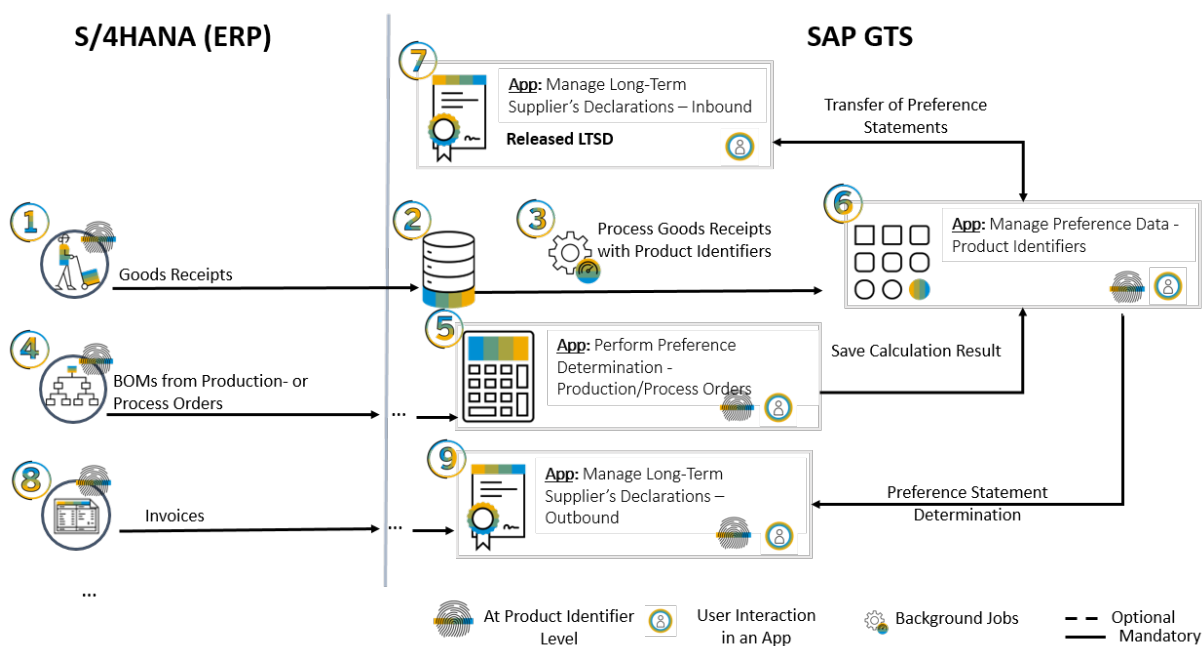 S/4HANA (ERP)
SAP GTS
7
App: Manage Long-Term
Supplier's Declarations – Inbound
Released LTSD
Transfer of Preference
Statements
1
Goods Receipts
2
3
Process Goods Receipts
with Product Identifiers
6
App: Manage Preference Data -
Product Identifiers
4
BOMs from Production- or
Process Orders
...
5
App: Perform Preference
Determination -
Production/Process Orders
Save Calculation Result
8
Invoices
...
9
App: Manage Long-Term
Supplier's Declarations –
Outbound
Preference Statement
Determination
...
At Product Identifier
Level
User Interaction
in an App
Background Jobs
Optional
Mandatory